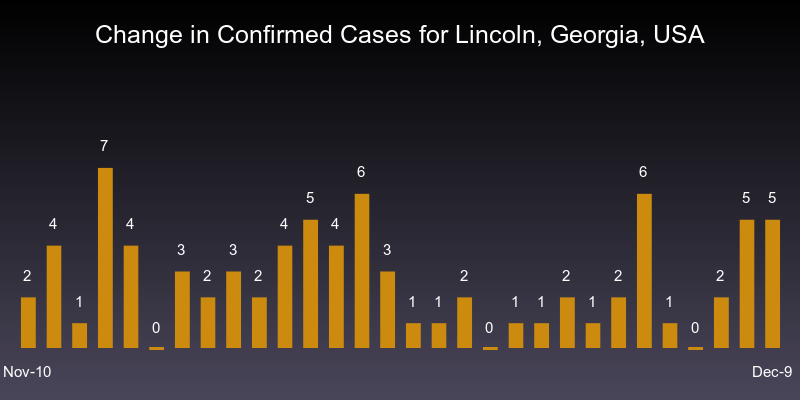 Change in Confirmed Cases for Lincoln, Georgia, USA
2 4 1 7 4 0 3 2 3 2 4 5 4 6 3 1 1 2 0 1 1 2 1 2 6 1 0 2 5 5
Nov-10 Dec-9